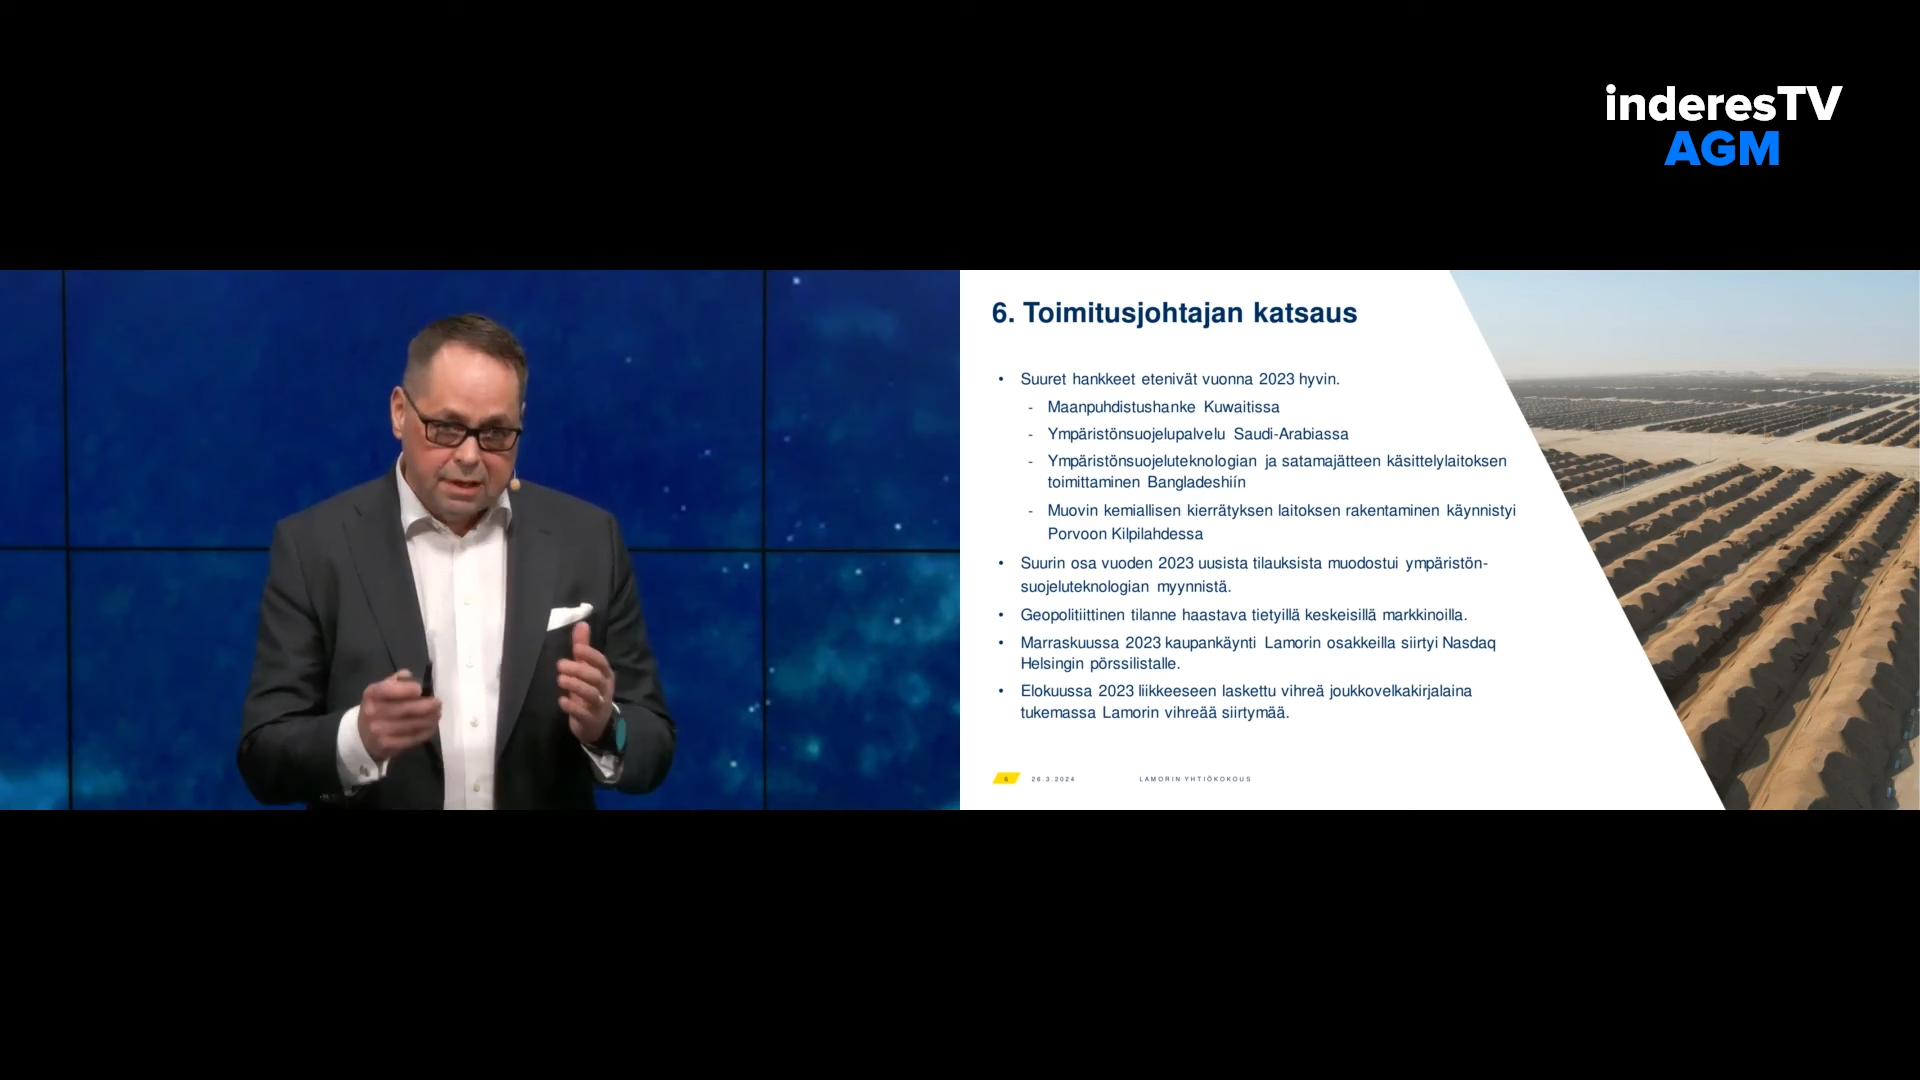 inderesTV
AGM
6. Toimitusjohtajan katsaus
• Suuret hankkeet etenivät vuonna 2023 hyvin.
- Maanpuhdistushanke Kuwaitissa
- Ympäristönsuojelupalvelu Saudi-Arabiassa
- Ympäristönsuojeluteknologian ja satamajätteen käsittelylaitoksen
toimittaminen Bangladeshiin
- Muovin kemiallisen kierrätyksen laitoksen rakentaminen käynnistyi
Porvoon Kilpilahdessa
• Suurin osa vuoden 2023 uusista tilauksista muodostui ympäristön-
suojeluteknologian myynnistä.
• Geopolitiittinen tilanne haastava tietyillä keskeisillä markkinoilla.
• Marraskuussa 2023 kaupankäynti Lamorin osakkeilla siirtyi Nasdaq
Helsingin pörssilistalle.
• Elokuussa 2023 liikkeeseen laskettu vihreä joukkovelkakirjalaina
tukemassa Lamorin vihreää siirtymää.
6 26.3.2024 LAMORIN YHTIÖKOKOUS